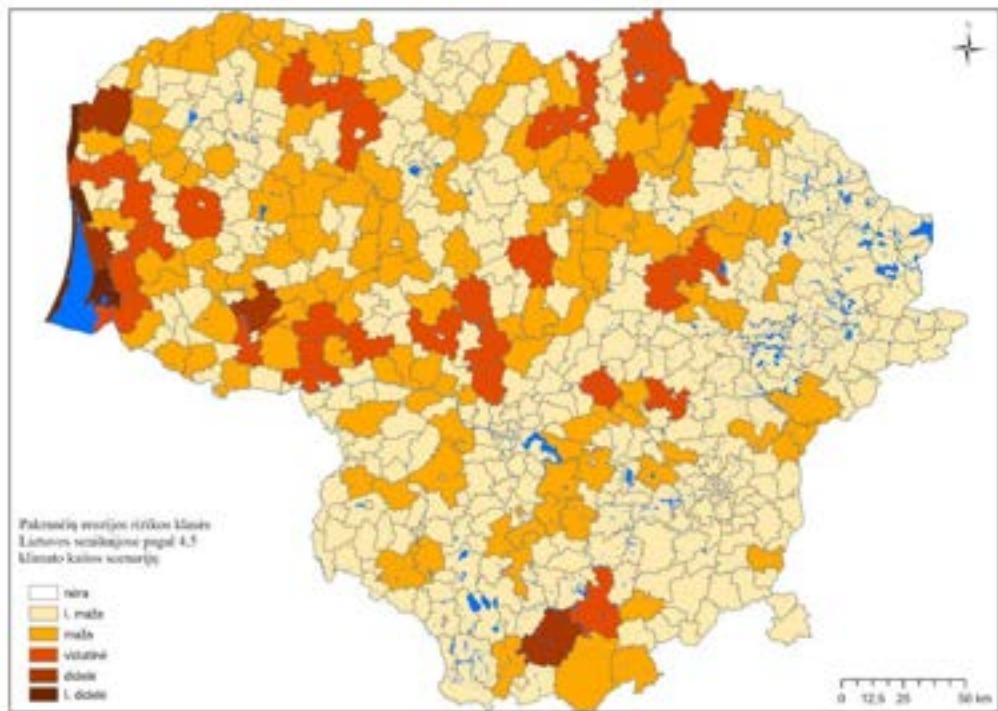 Pakrančių erozijos rizikos klasės
Lietuvos seniūnijose pagal 4,5
klimato kaitos scenarijų
nėra
l. maža
maža
vidutinė
didelė
l. didelė
0 12,5 25 50 km